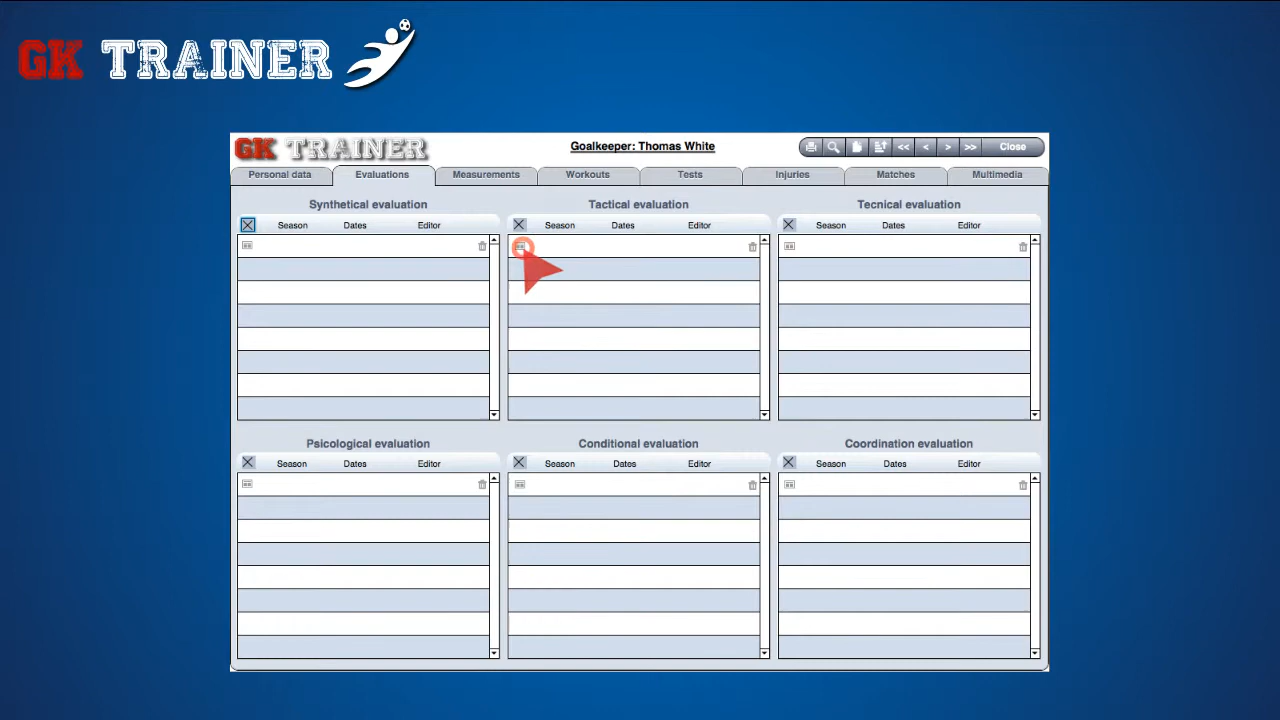 GK TRAINER
GK TRAINER
Goalkeeper: Thomas White
<< < > >> Close
Personal data Evaluations Measurements Workouts Tests Injuries Matches Multimedia
Synthetical evaluation Tactical evaluation Tecnical evaluation
Season Dates Editor Season Dates Editor Season Dates Editor
Psicological evaluation Conditional evaluation Coordination evaluation
Season Dates Editor Season Dates Editor Season Dates Editor